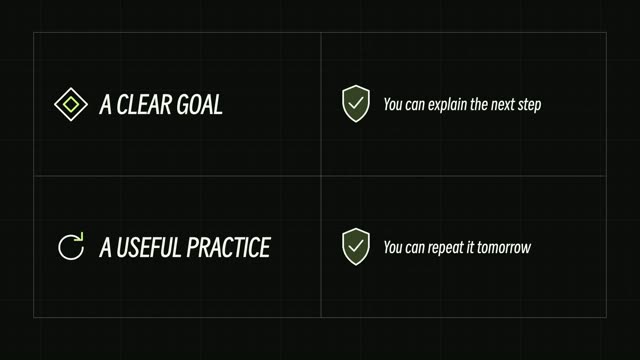 A CLEAR GOAL
You can explain the next step
A USEFUL PRACTICE
You can repeat it tomorrow